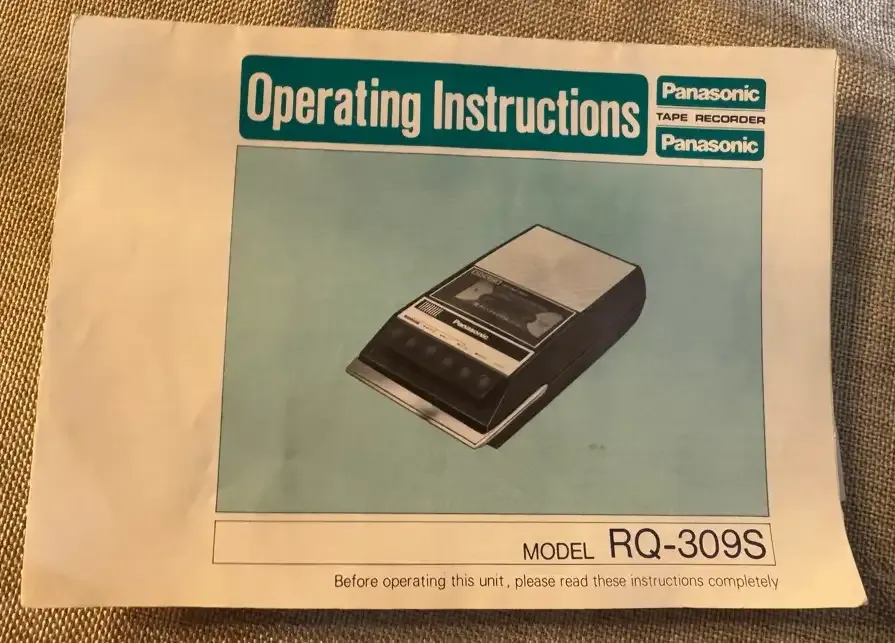 Operating Instructions
Panasonic
TAPE RECORDER
Panasonic
Panasonic
MODEL RQ-309S
Before operating this unit, please read these instructions completely